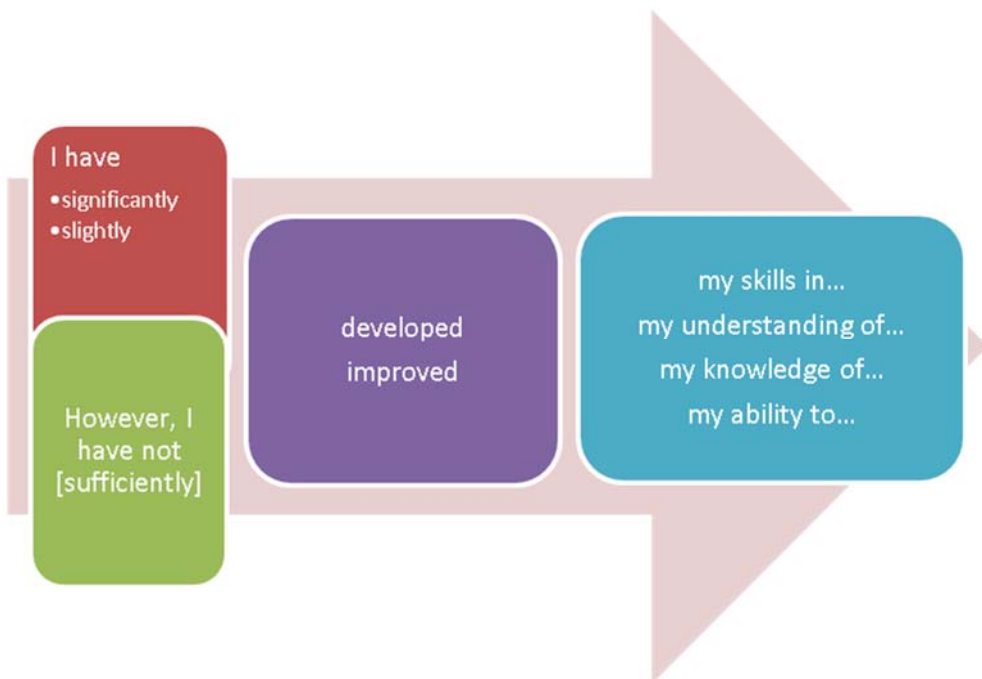 I have
•significantly
•slightly
However, I
have not
[sufficiently]
developed
improved
my skills in...
my understanding of...
my knowledge of...
my ability to...